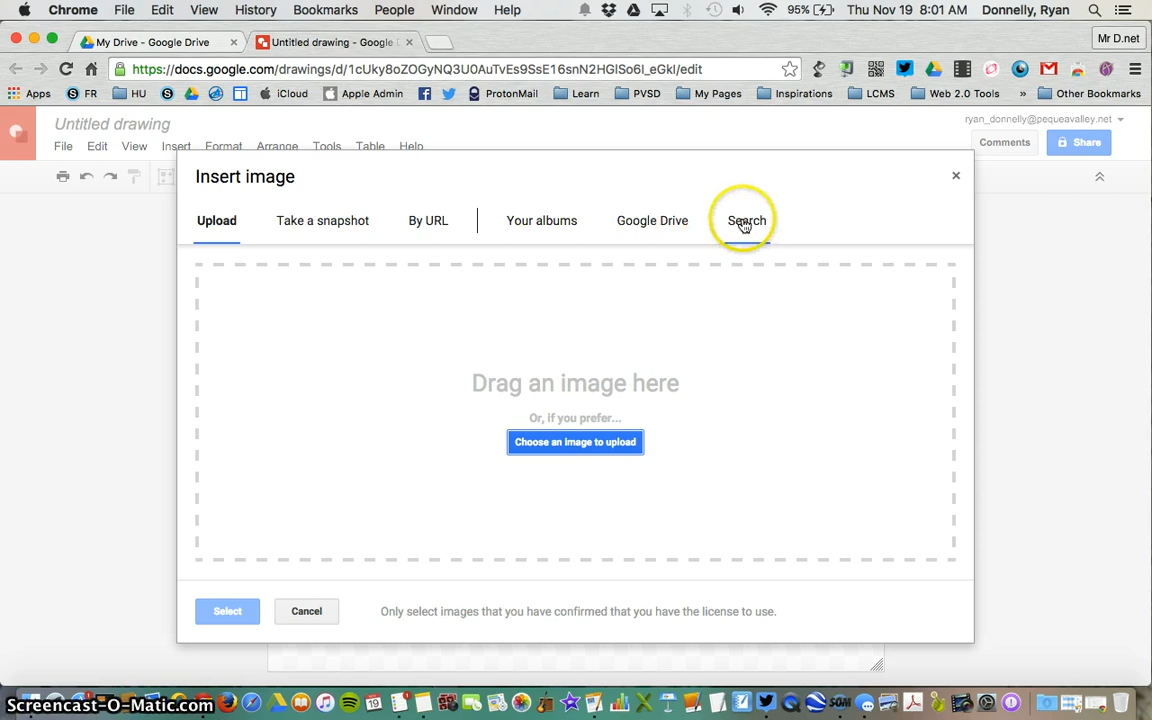 Chrome File Edit View History Bookmarks People Window Help 95% Thu Nov 19 8:01 AM Donnelly, Ryan
My Drive - Google Drive × Untitled drawing - Google × Mr D.net
https://docs.google.com/drawings/d/1cUky8oZOGyNQ3U0AuTvEs9SsE16snN2HGlSo6I_eGkI/edit
Apps FR HU iCloud Apple Admin ProtonMail Learn PVSD My Pages Inspirations LCMS Web 2.0 Tools » Other Bookmarks
Untitled drawing
ryan_donnelly@pequeavalley.net
File Edit View Insert Format Arrange Tools Table Help
Comments Share
Insert image ×
Upload Take a snapshot By URL Your albums Google Drive Search
Drag an image here
Or, if you prefer...
Choose an image to upload
Select Cancel Only select images that you have confirmed that you have the license to use.
Screencast-O-Matic.com